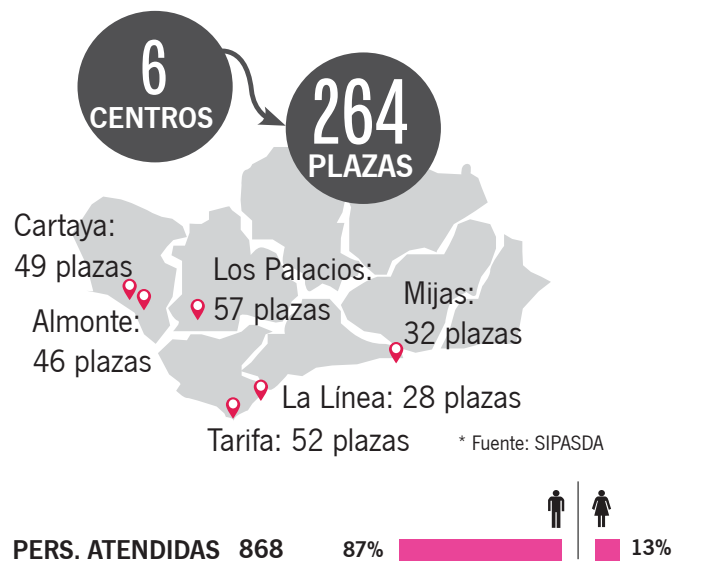 6
CENTROS
264
PLAZAS
Cartaya:
49 plazas
Los Palacios:
57 plazas
Mijas:
32 plazas
Almonte:
46 plazas
La Línea: 28 plazas
Tarifa: 52 plazas
* Fuente: SIPASDA
PERS. ATENDIDAS 868
87%
13%